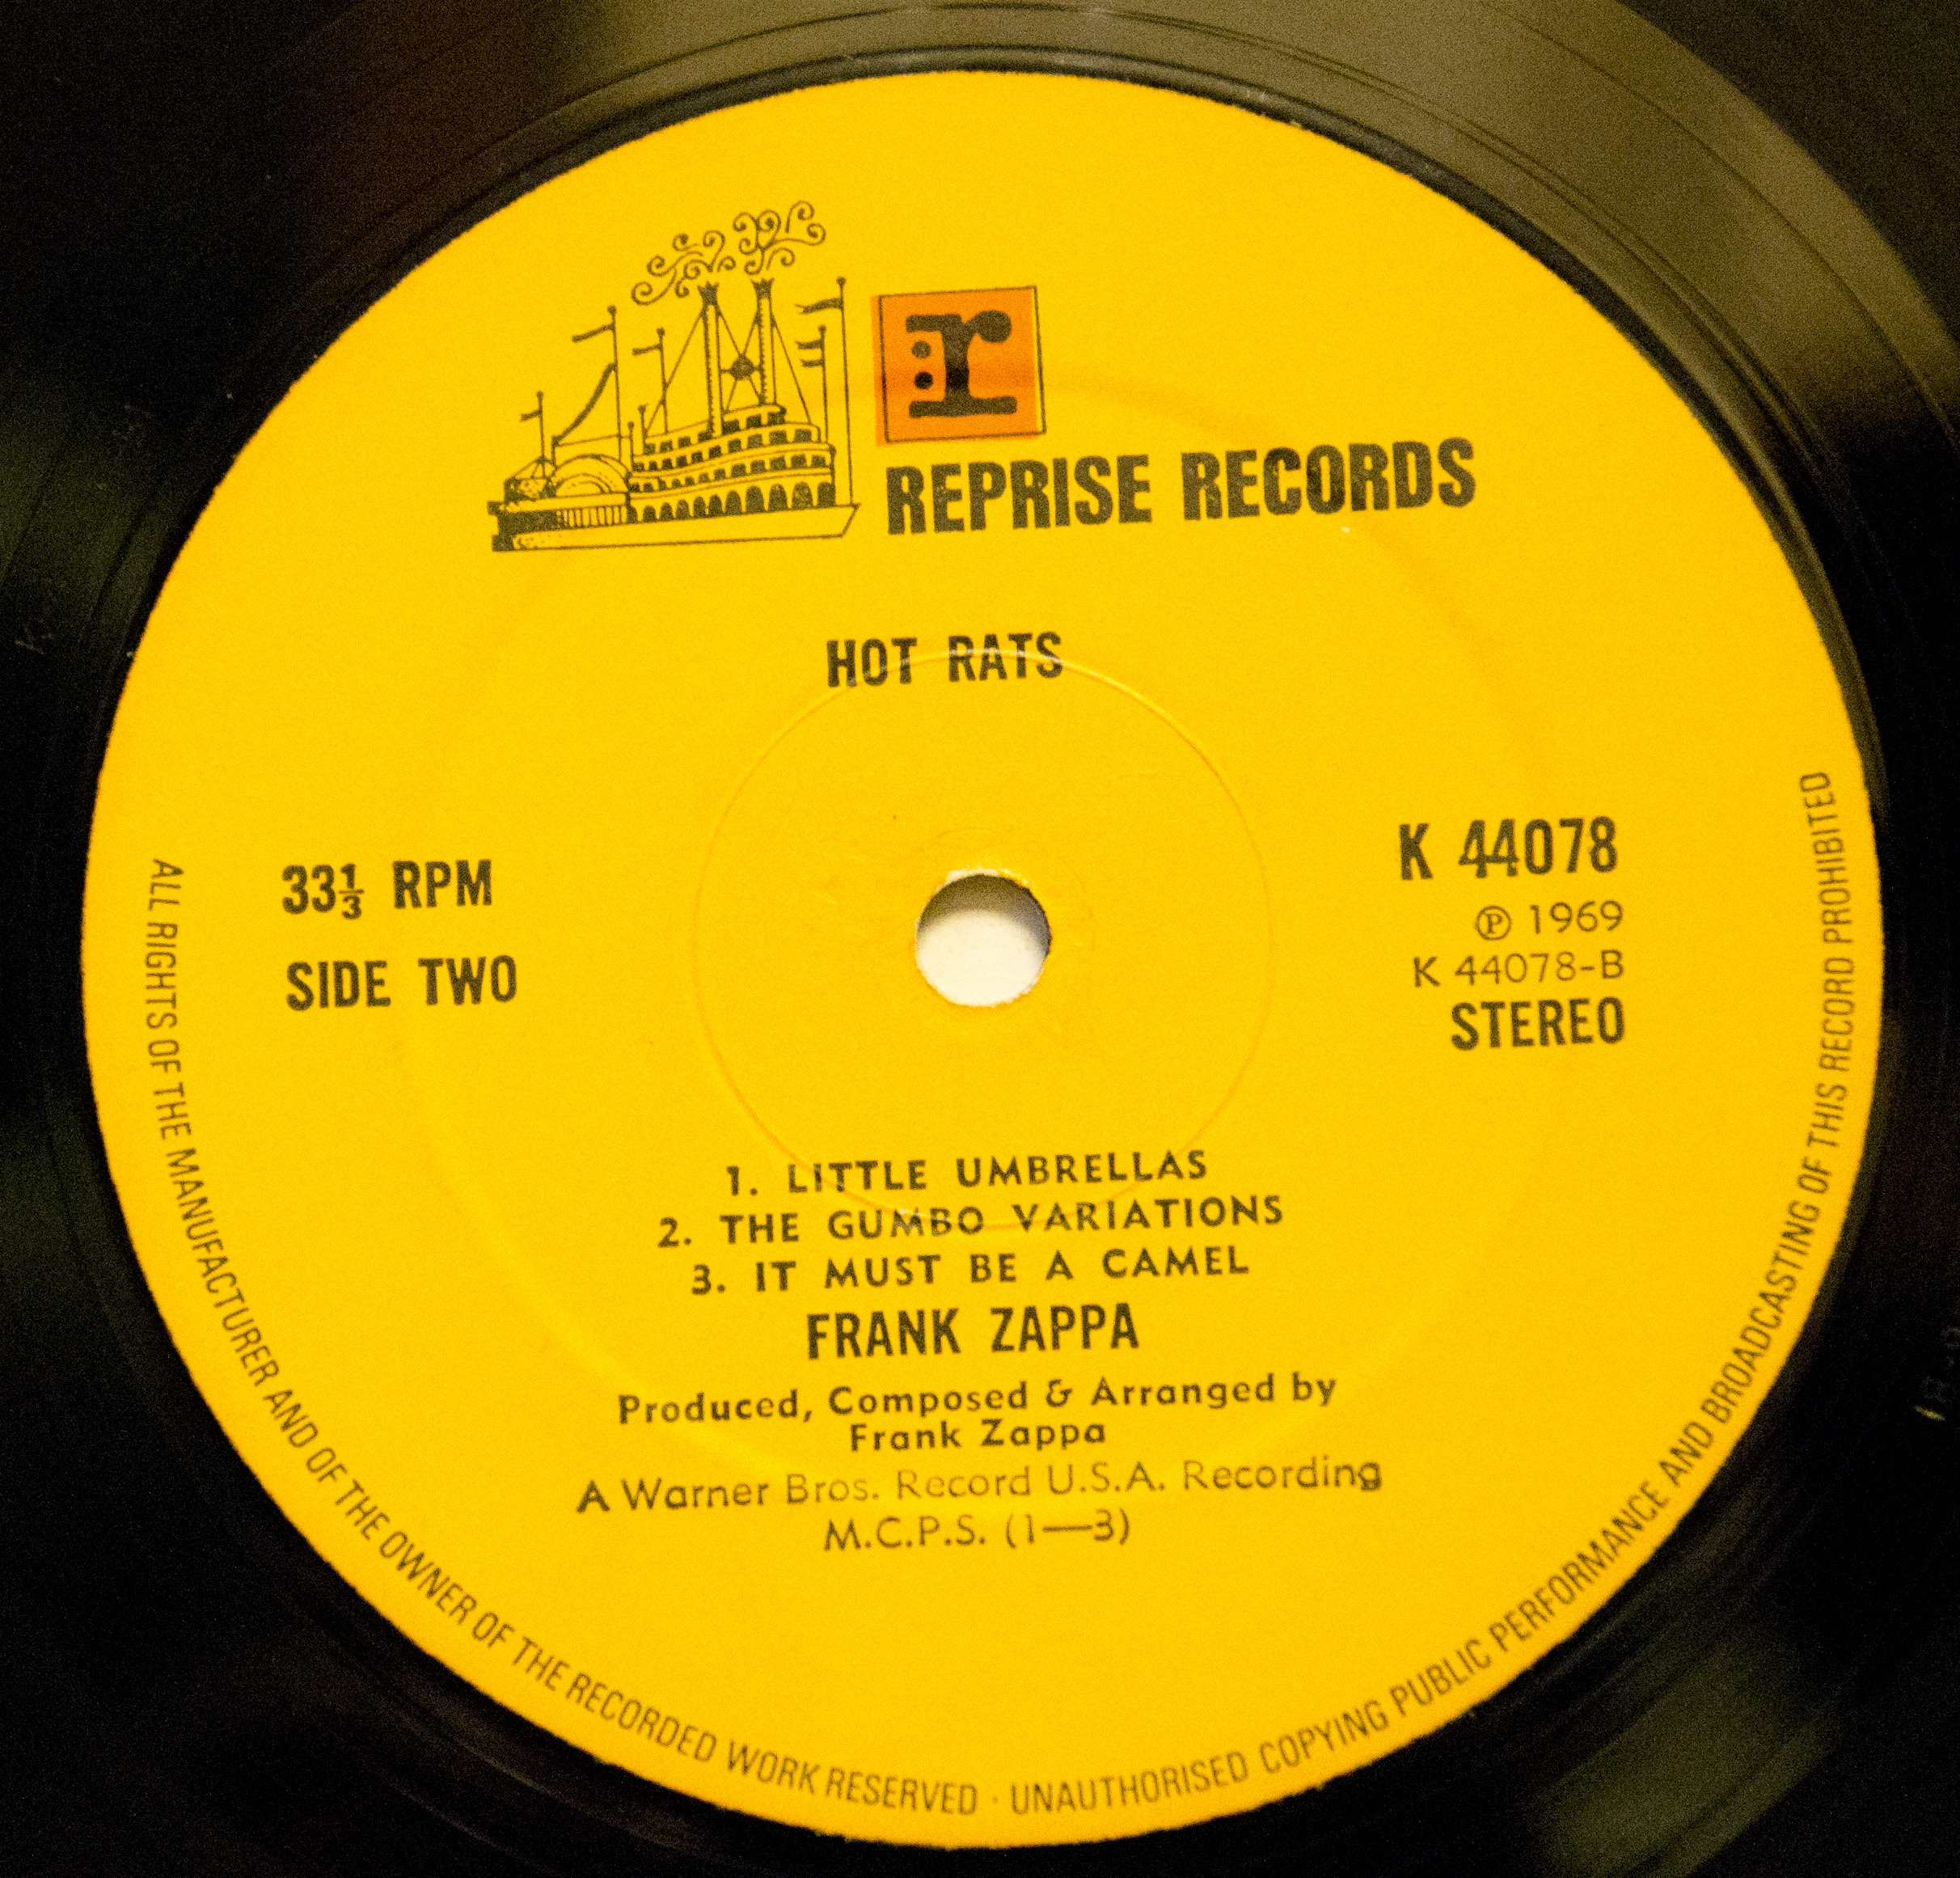 r:
REPRISE RECORDS
HOT RATS
33⅓ RPM
SIDE TWO
K 44078
℗ 1969
K 44078-B
STEREO
1. LITTLE UMBRELLAS
2. THE GUMBO VARIATIONS
3. IT MUST BE A CAMEL
FRANK ZAPPA
Produced, Composed & Arranged by
Frank Zappa
A Warner Bros. Record U.S.A. Recording
M.C.P.S. (1—3)
ALL RIGHTS OF THE MANUFACTURER AND OF THE OWNER OF THE RECORDED WORK RESERVED · UNAUTHORISED COPYING PUBLIC PERFORMANCE AND BROADCASTING OF THIS RECORD PROHIBITED